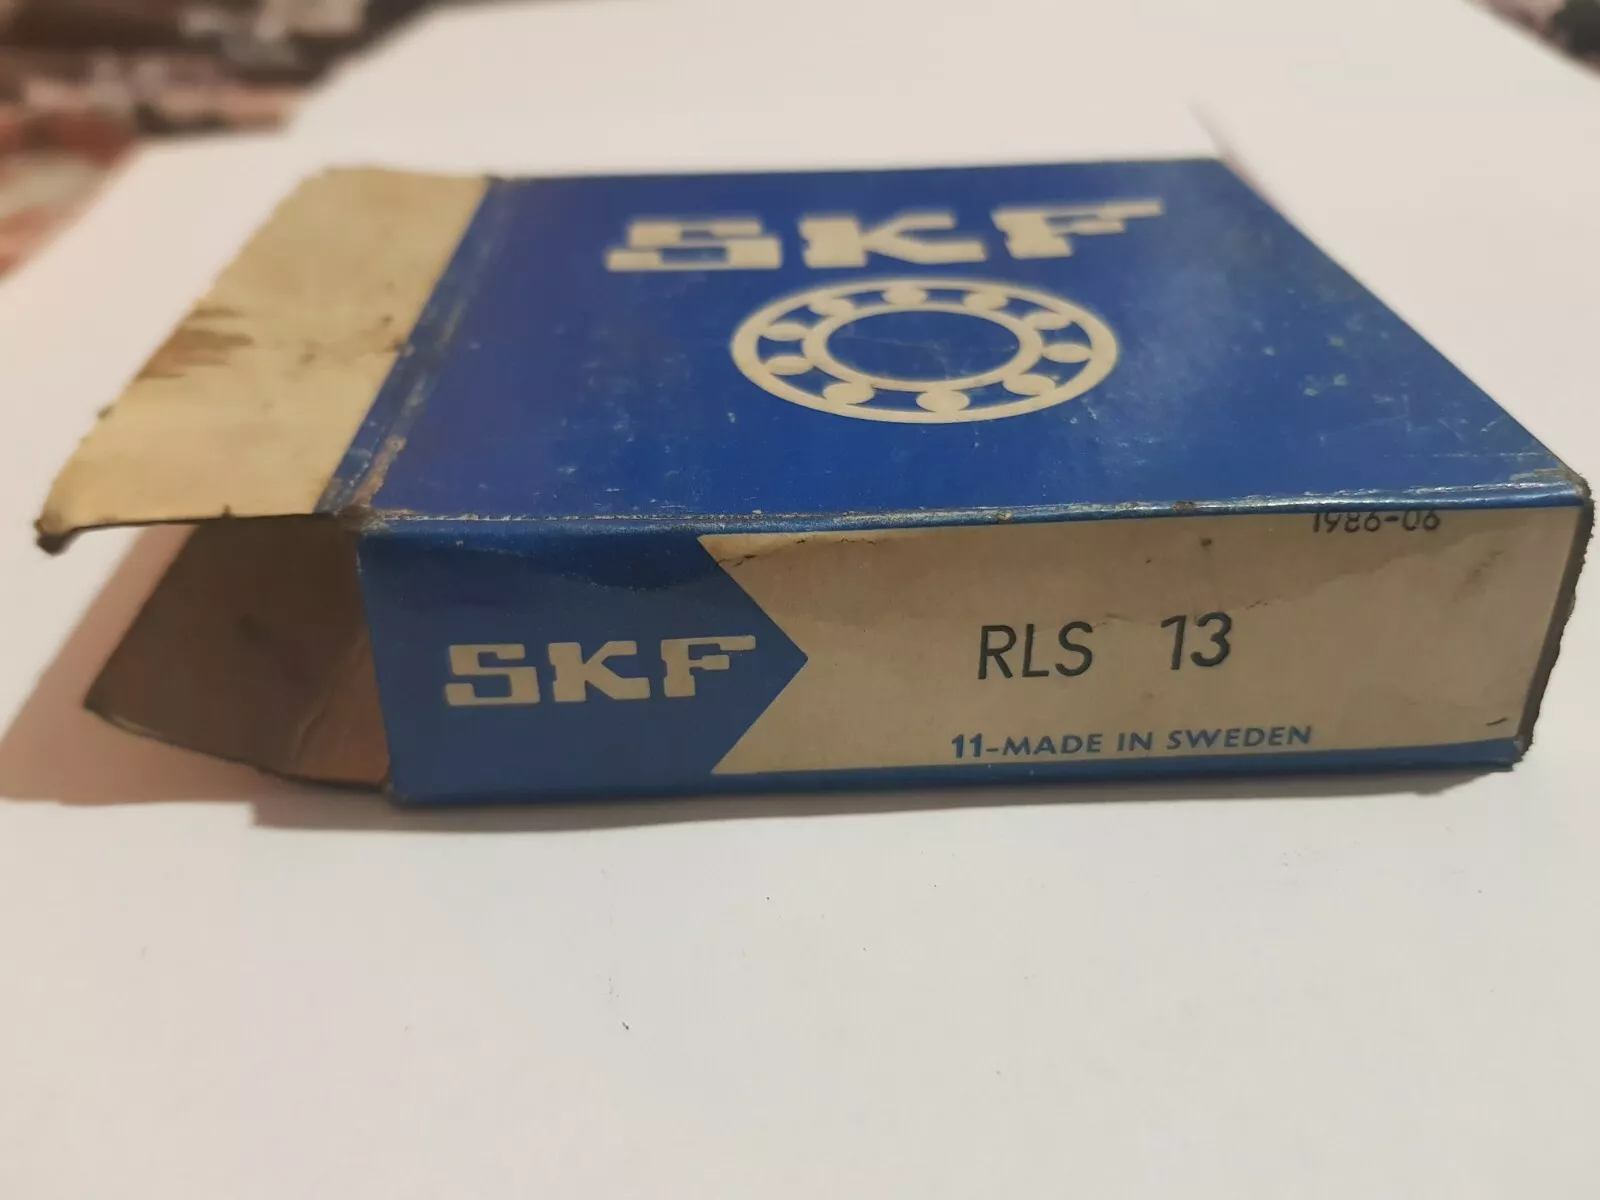 SKF
1986-06
SKF
RLS 13
11-MADE IN SWEDEN